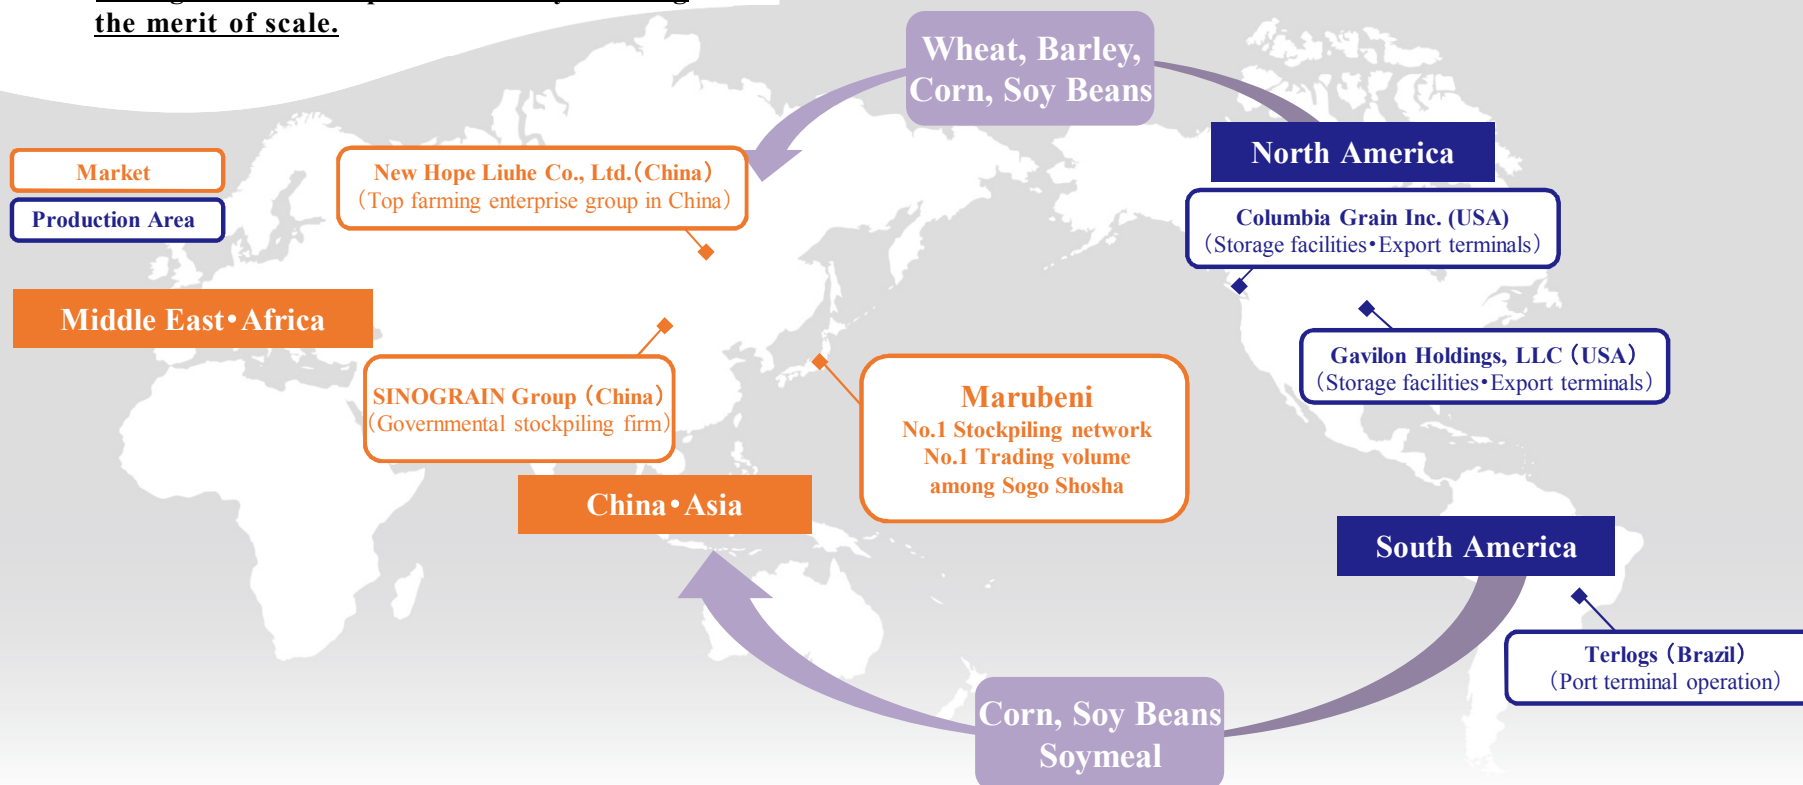 the merit of scale.
Wheat, Barley,
Corn, Soy Beans
North America
Market
Production Area
New Hope Liuhe Co., Ltd.(China)
(Top farming enterprise group in China)
Columbia Grain Inc. (USA)
(Storage facilities・Export terminals)
Middle East・Africa
Gavilon Holdings, LLC (USA)
(Storage facilities・Export terminals)
SINOGRAIN Group (China)
(Governmental stockpiling firm)
Marubeni
No.1 Stockpiling network
No.1 Trading volume
among Sogo Shosha
China・Asia
South America
Terlogs (Brazil)
(Port terminal operation)
Corn, Soy Beans
Soymeal